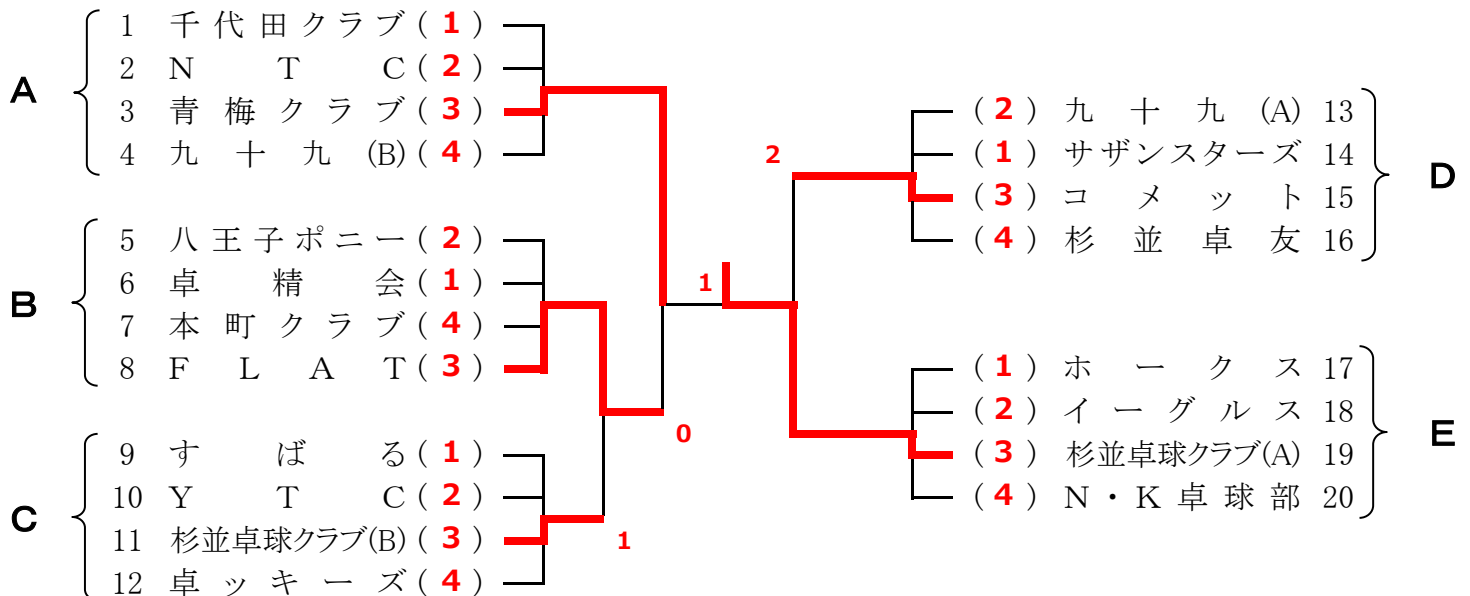 A
1 千代田クラブ ( 1 )
2 N T C ( 2 )
3 青梅クラブ ( 3 )
4 九十九 (B) ( 4 )
B
5 八王子ポニー ( 2 )
6 卓精会 ( 1 )
7 本町クラブ ( 4 )
8 F L A T ( 3 )
C
9 すばる ( 1 )
10 Y T C ( 2 )
11 杉並卓球クラブ(B) ( 3 )
12 卓ッキーズ ( 4 )
0
1
1
2
( 2 ) 九十九 (A) 13
( 1 ) サザンスターズ 14
( 3 ) コメット 15
( 4 ) 杉並卓友 16
D
( 1 ) ホークス 17
( 2 ) イーグルス 18
( 3 ) 杉並卓球クラブ(A) 19
( 4 ) N・K卓球部 20
E